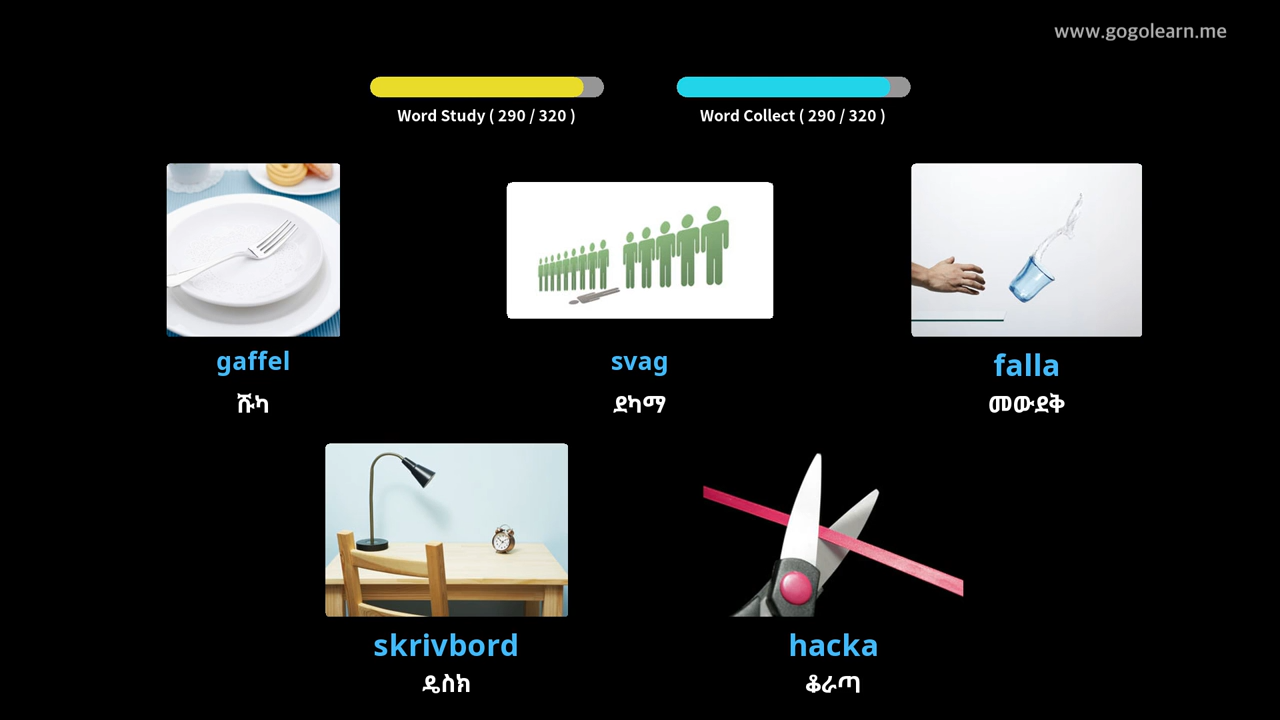 www.gogolearn.me
Word Study ( 290 / 320 )
Word Collect ( 290 / 320 )
gaffel
svag
falla
ሹካ
ደካማ
መውደቅ
skrivbord
hacka
ዴስክ
ቆራጣ